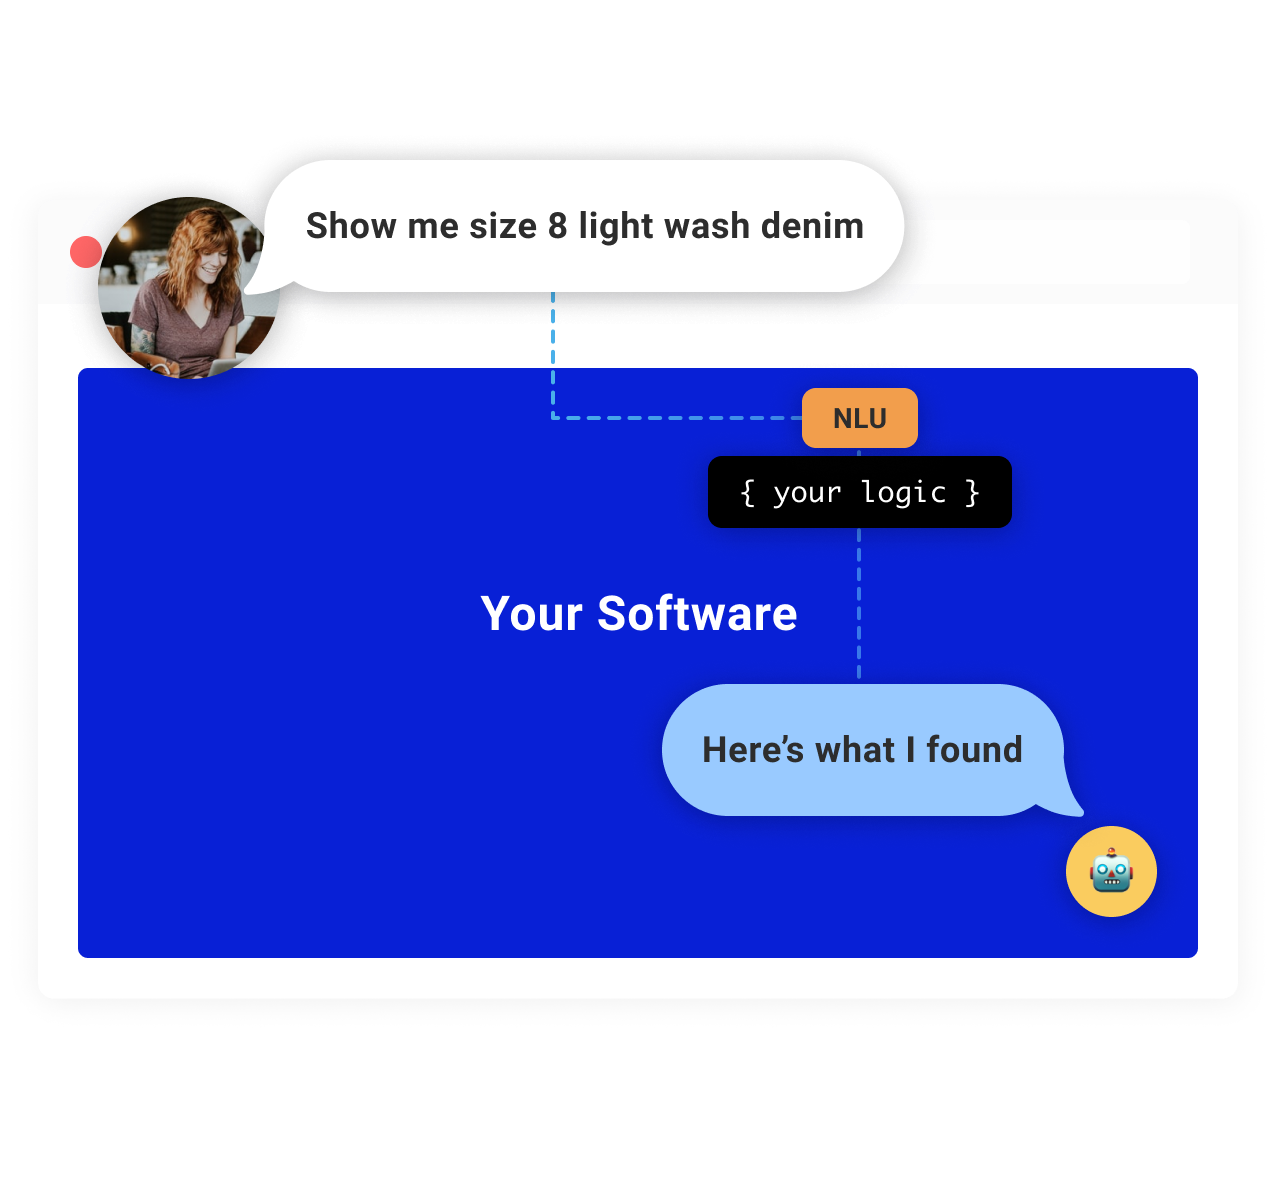 Show me size 8 light wash denim
NLU
{ your logic }
Your Software
Here’s what I found